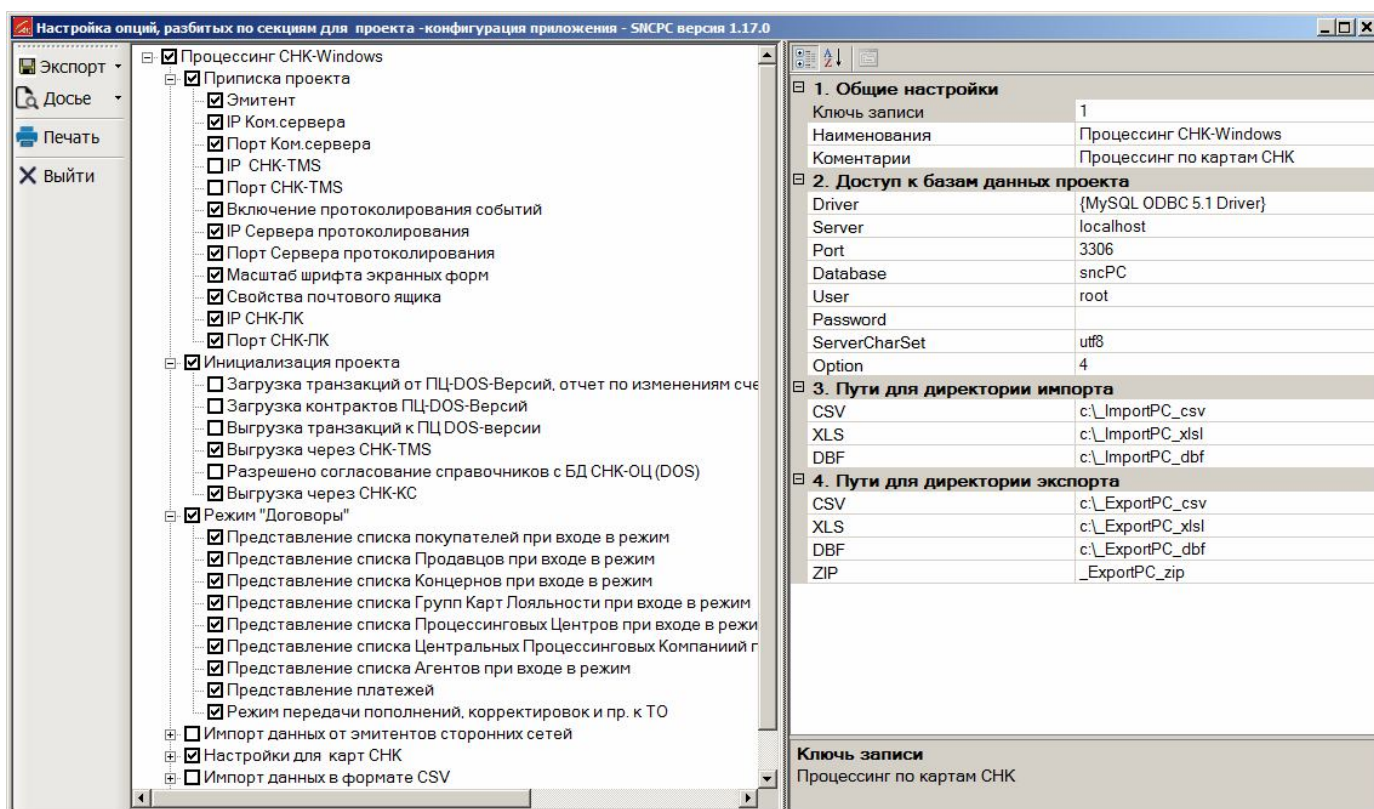 Настройка опций, разбитых по секциям для проекта -конфигурация приложения - SNCPC версия 1.17.0
Экспорт
Досье
Печать
Выйти
Процессинг СНК-Windows
Приписка проекта
Эмитент
IP Ком.сервера
Порт Ком.сервера
IP СНК-TMS
Порт СНК-TMS
Включение протоколирования событий
IP Сервера протоколирования
Порт Сервера протоколирования
Масштаб шрифта экранных форм
Свойства почтового ящика
IP СНК-ЛК
Порт СНК-ЛК
Инициализация проекта
Загрузка транзакций от ПЦ-DOS-Версий, отчет по изменениям сче
Загрузка контрактов ПЦ-DOS-Версий
Выгрузка транзакций к ПЦ DOS-версии
Выгрузка через СНК-TMS
Разрешено согласование справочников с БД СНК-ОЦ (DOS)
Выгрузка через СНК-КС
Режим "Договоры"
Представление списка покупателей при входе в режим
Представление списка Продавцов при входе в режим
Представление списка Концернов при входе в режим
Представление списка Групп Карт Лояльности при входе в режим
Представление списка Процессинговых Центров при входе в режи
Представление списка Центральных Процессинговых Компаниий п
Представление списка Агентов при входе в режим
Представление платежей
Режим передачи пополнений, корректировок и пр. к ТО
Импорт данных от эмитентов сторонних сетей
Настройки для карт СНК
Импорт данных в формате CSV
1. Общие настройки
Ключь записи 1
Наименования Процессинг СНК-Windows
Коментарии Процессинг по картам СНК
2. Доступ к базам данных проекта
Driver {MySQL ODBC 5.1 Driver}
Server localhost
Port 3306
Database sncPC
User root
Password
ServerCharSet utf8
Option 4
3. Пути для директории импорта
CSV c:\_ImportPC_csv
XLS c:\_ImportPC_xlsl
DBF c:\_ImportPC_dbf
4. Пути для директории экспорта
CSV c:\_ExportPC_csv
XLS c:\_ExportPC_xlsl
DBF c:\_ExportPC_dbf
ZIP _ExportPC_zip
Ключь записи
Процессинг по картам СНК